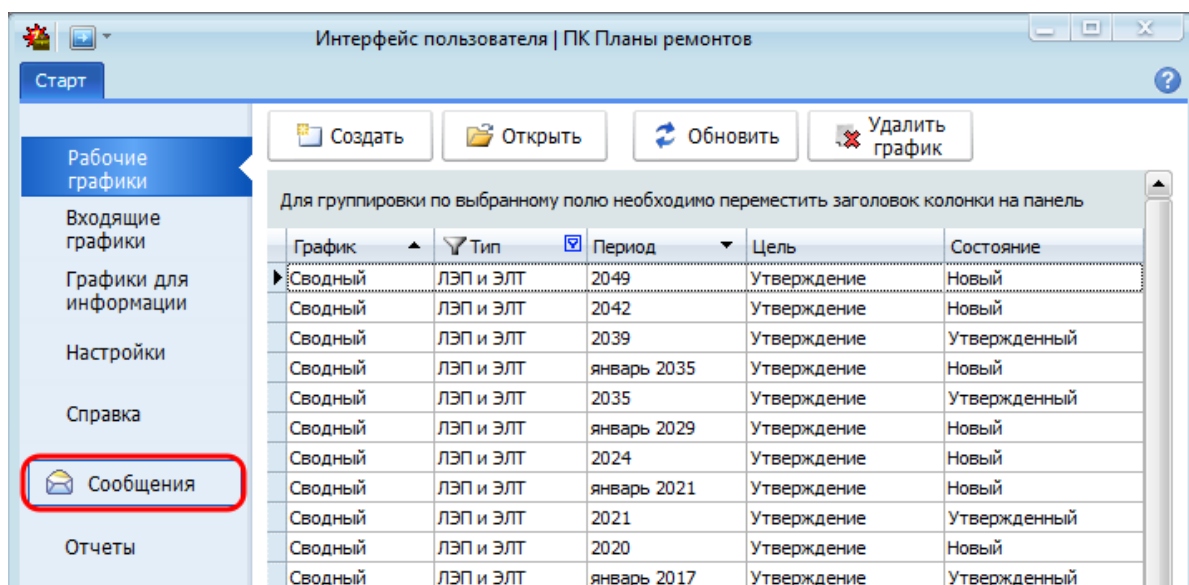 Интерфейс пользователя | ПК Планы ремонтов
Старт
Рабочие
графики
Входящие
графики
Графики для
информации
Настройки
Справка
Сообщения
Отчеты
Создать Открыть Обновить Удалить
график
Для группировки по выбранному полю необходимо переместить заголовок колонки на панель
График Тип Период Цель Состояние
Сводный ЛЭП и ЭЛТ 2049 Утверждение Новый
Сводный ЛЭП и ЭЛТ 2042 Утверждение Новый
Сводный ЛЭП и ЭЛТ 2039 Утверждение Утвержденный
Сводный ЛЭП и ЭЛТ январь 2035 Утверждение Новый
Сводный ЛЭП и ЭЛТ 2035 Утверждение Утвержденный
Сводный ЛЭП и ЭЛТ январь 2029 Утверждение Новый
Сводный ЛЭП и ЭЛТ 2024 Утверждение Новый
Сводный ЛЭП и ЭЛТ январь 2021 Утверждение Новый
Сводный ЛЭП и ЭЛТ 2021 Утверждение Утвержденный
Сводный ЛЭП и ЭЛТ 2020 Утверждение Новый
Сводный ЛЭП и ЭЛТ январь 2017 Утверждение Утвержденный